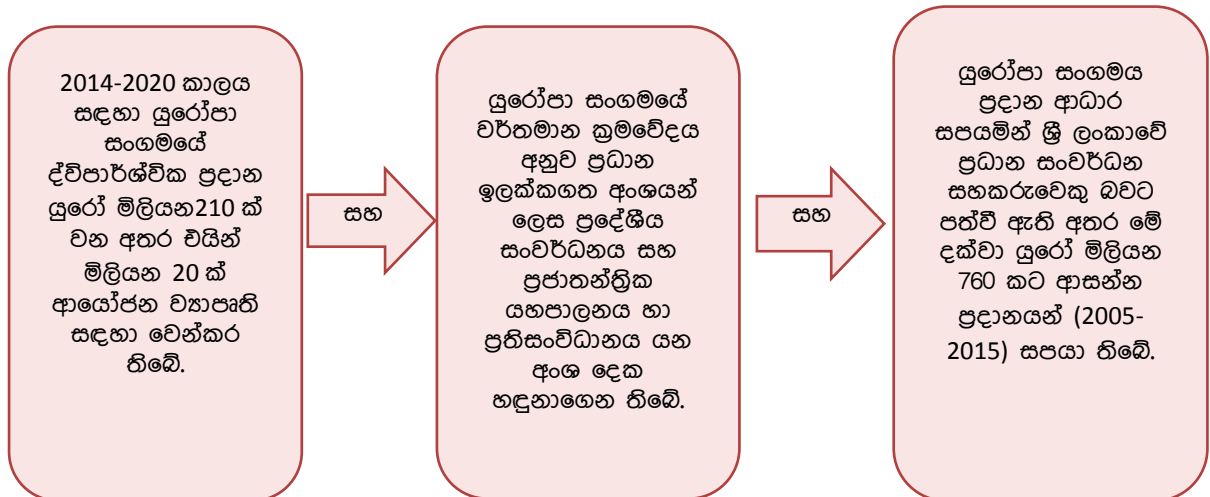 2014-2020 කාලය
සඳහා යුරෝපා
සංගමයේ
ද්විපාර්ශ්වික ප්‍රදාන
යුරෝ මිලියන210 ක්
වන අතර එයින්
මිලියන 20 ක්
ආයෝජන ව්‍යාපෘති
සඳහා වෙන්කර
තිබේ.
සහ
යුරෝපා සංගමයේ
වර්තමාන ක්‍රමවේදය
අනුව ප්‍රධාන
ඉලක්කගත අංශයන්
ලෙස ප්‍රදේශීය
සංවර්ධනය සහ
ප්‍රජාතන්ත්‍රික
යහපාලනය හා
ප්‍රතිසංවිධානය යන
අංශ දෙක
හඳුනාගෙන තිබේ.
සහ
යුරෝපා සංගමය
ප්‍රදාන ආධාර
සපයමින් ශ්‍රී ලංකාවේ
ප්‍රධාන සංවර්ධන
සහකරුවෙකු බවට
පත්වී ඇති අතර මේ
දක්වා යුරෝ මිලියන
760 කට ආසන්න
ප්‍රදානයන් (2005-
2015) සපයා තිබේ.